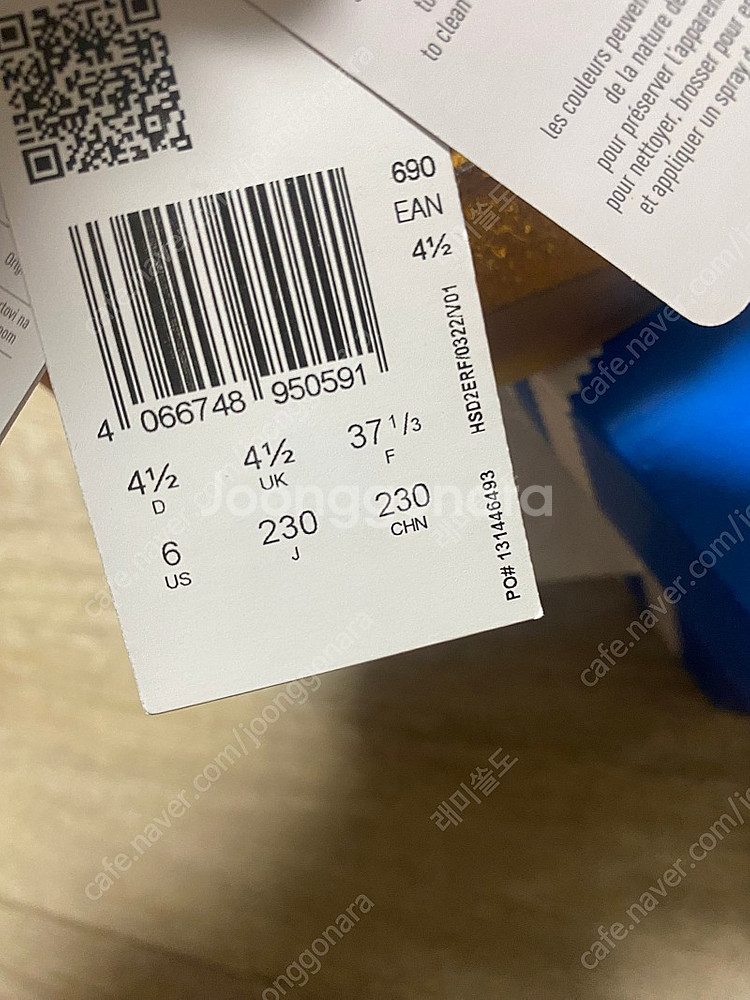 to clean
les couleurs peuven
de la nature de
pour préserver l'apparen
pour nettoyer, brosser pour e
et appliquer un spray
690
EAN
4½
4 066748 950591
4½
D
4½
UK
37 1/3
F
6
US
230
J
230
CHN
HSD2ERF/0322/V01
PO# 131446493
Joonggonara
레미쏠도
cafe.naver.com/joonggonara